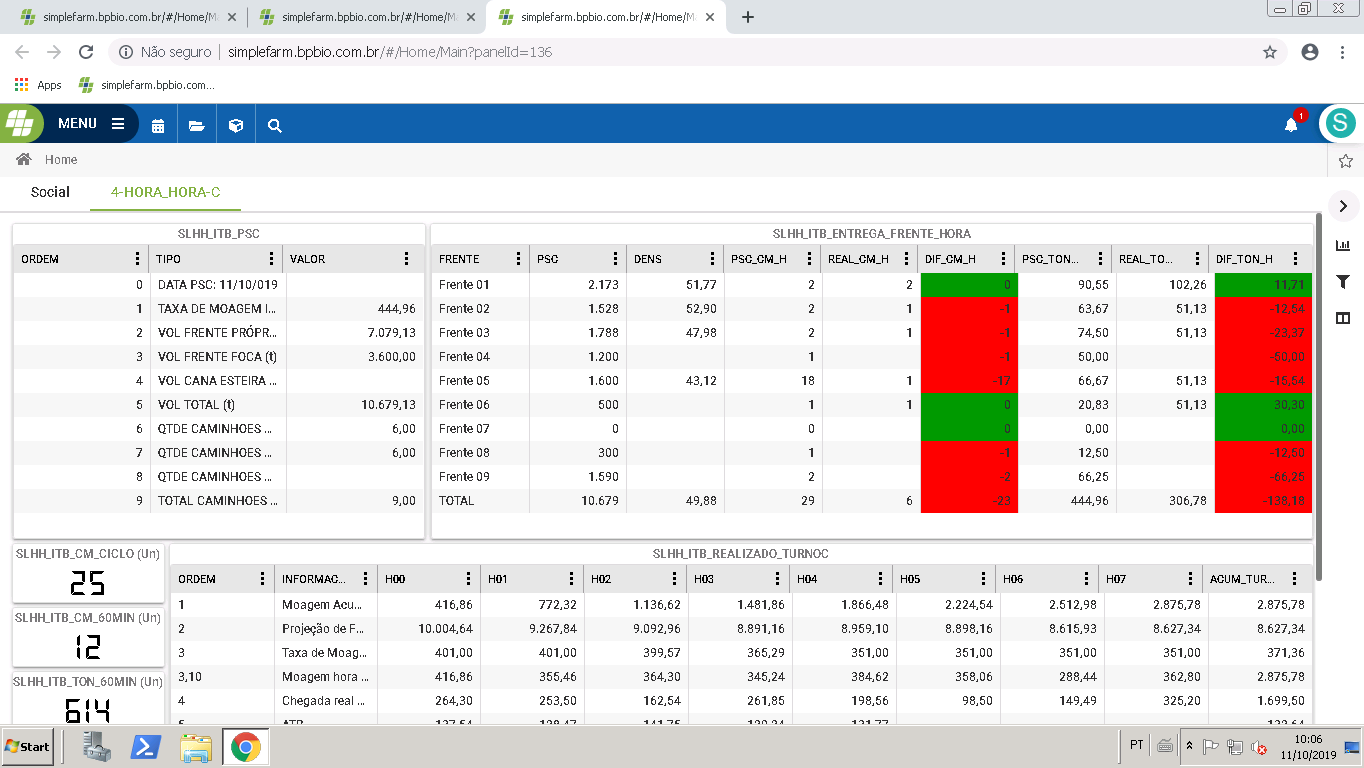 simplefarm.bpbio.com.br/#/Home/ simplefarm.bpbio.com.br/#/Home/ simplefarm.bpbio.com.br/#/Home/M
Não seguro simplefarm.bpbio.com.br/#/Home/Main?panelId=136
Apps simplefarm.bpbio.com....
MENU 1 S
Home
Social 4-HORA_HORA-C
SLHH_ITB_PSC
ORDEM TIPO VALOR
0 DATA PSC: 11/10/019
1 TAXA DE MOAGEM I... 444,96
2 VOL FRENTE PRÓPR... 7.079,13
3 VOL FRENTE FOCA (t) 3.600,00
4 VOL CANA ESTEIRA ...
5 VOL TOTAL (t) 10.679,13
6 QTDE CAMINHOES ... 6,00
7 QTDE CAMINHOES ... 6,00
8 QTDE CAMINHOES ...
9 TOTAL CAMINHOES ... 9,00
SLHH_ITB_ENTREGA_FRENTE_HORA
FRENTE PSC DENS PSC_CM_H REAL_CM_H DIF_CM_H PSC_TON... REAL_TO... DIF_TON_H
Frente 01 2.173 51,77 2 2 0 90,55 102,26 11,71
Frente 02 1.528 52,90 2 1 -1 63,67 51,13 -12,54
Frente 03 1.788 47,98 2 1 -1 74,50 51,13 -23,37
Frente 04 1.200 1 -1 50,00 -50,00
Frente 05 1.600 43,12 18 1 -17 66,67 51,13 -15,54
Frente 06 500 1 1 0 20,83 51,13 30,30
Frente 07 0 0 0 0,00 0,00
Frente 08 300 1 -1 12,50 -12,50
Frente 09 1.590 2 -2 66,25 -66,25
TOTAL 10.679 49,88 29 6 -23 444,96 306,78 -138,18
SLHH_ITB_CM_CICLO (Un)
25
SLHH_ITB_CM_60MIN (Un)
12
SLHH_ITB_TON_60MIN (Un)
614
SLHH_ITB_REALIZADO_TURNOC
ORDEM INFORMAC... H00 H01 H02 H03 H04 H05 H06 H07 ACUM_TUR...
1 Moagem Acu... 416,86 772,32 1.136,62 1.481,86 1.866,48 2.224,54 2.512,98 2.875,78 2.875,78
2 Projeção de F... 10.004,64 9.267,84 9.092,96 8.891,16 8.959,10 8.898,16 8.615,93 8.627,34 8.627,34
3 Taxa de Moag... 401,00 401,00 399,57 365,29 351,00 351,00 351,00 351,00 371,36
3,10 Moagem hora ... 416,86 355,46 364,30 345,24 384,62 358,06 288,44 362,80 2.875,78
4 Chegada real ... 264,30 253,50 162,54 261,85 198,56 98,50 149,49 325,20 1.699,50
Start PT 10:06
11/10/2019